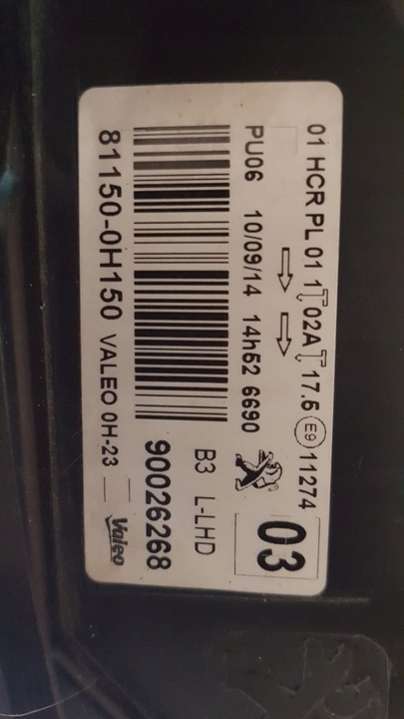 01 HCR PL 01 1 02A 17.5 E9 11274
PU06 10/09/14 14h52 6690
03
B3 L-LHD
90026268
81150-0H150 VALEO 0H-23
Valeo